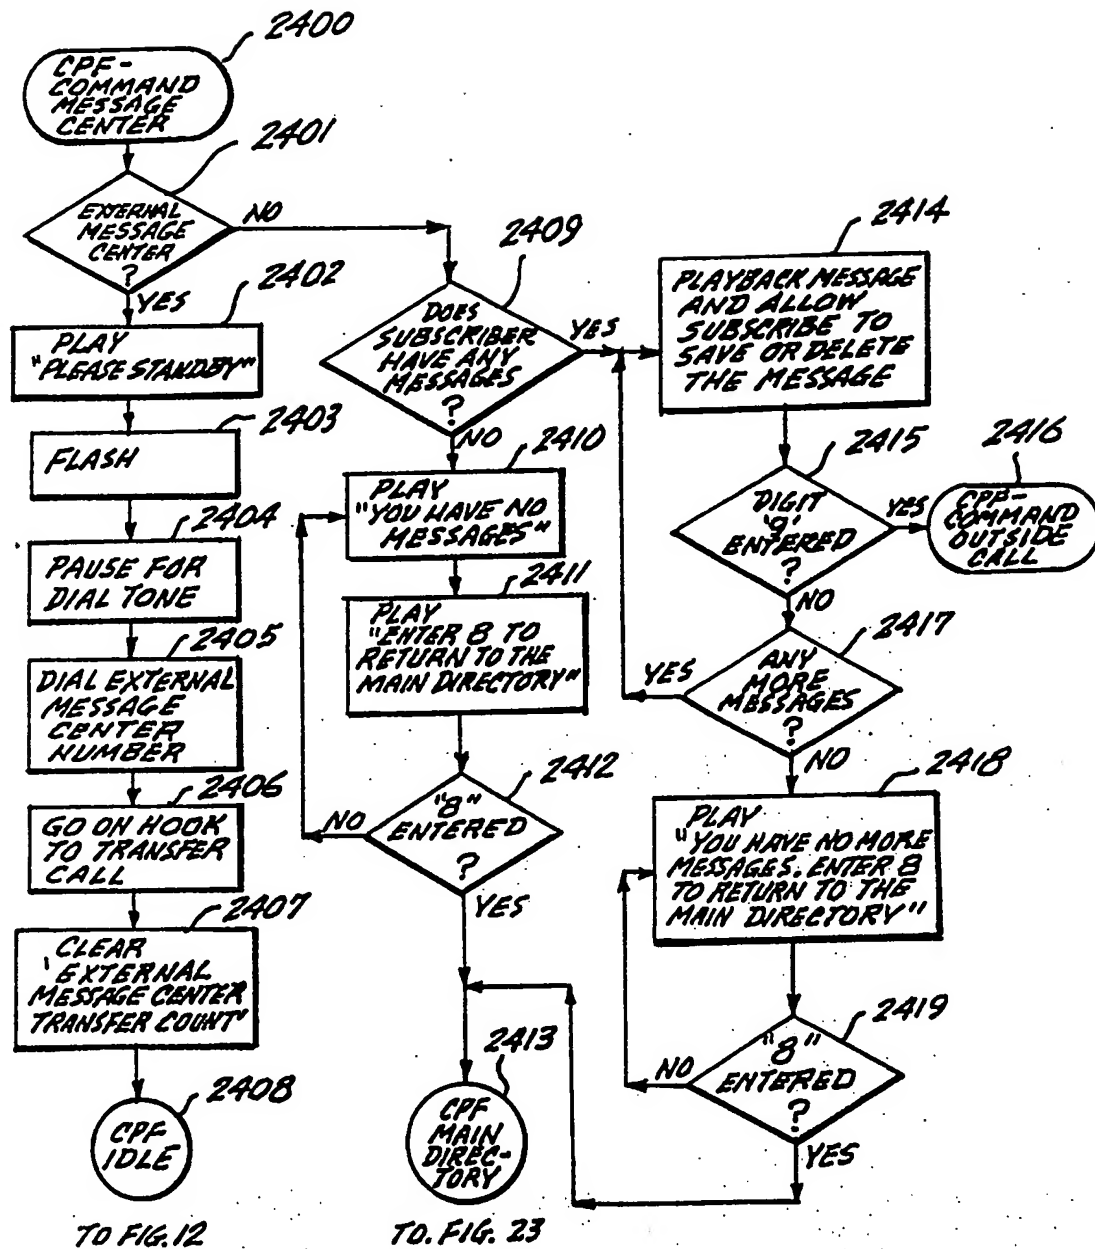 2400
CPF-
COMMAND
MESSAGE
CENTER
2401
EXTERNAL
MESSAGE
CENTER
?
NO
YES
2402
PLAY
"PLEASE STANDBY"
2403
FLASH
2404
PAUSE FOR
DIAL TONE
2405
DIAL EXTERNAL
MESSAGE
CENTER
NUMBER
2406
GO ON HOOK
TO TRANSFER
CALL
2407
CLEAR
'EXTERNAL
MESSAGE CENTER
TRANSFER COUNT'
2408
CPF
IDLE
TO FIG. 12
2409
DOES
SUBSCRIBER
HAVE ANY
MESSAGES
?
YES
NO
2410
PLAY
"YOU HAVE NO
MESSAGES"
2411
PLAY
"ENTER 8 TO
RETURN TO THE
MAIN DIRECTORY"
2412
"8"
ENTERED
?
NO
YES
2413
CPF
MAIN
DIREC-
TORY
TO. FIG. 23
2414
PLAYBACK MESSAGE
AND ALLOW
SUBSCRIBE TO
SAVE OR DELETE
THE MESSAGE
2415
DIGIT
'9'
ENTERED
?
YES
NO
2416
CPF-
COMMAND
OUTSIDE
CALL
2417
ANY
MORE
MESSAGES
?
YES
NO
2418
PLAY
"YOU HAVE NO MORE
MESSAGES. ENTER 8
TO RETURN TO THE
MAIN DIRECTORY"
2419
"8"
ENTERED
?
NO
YES